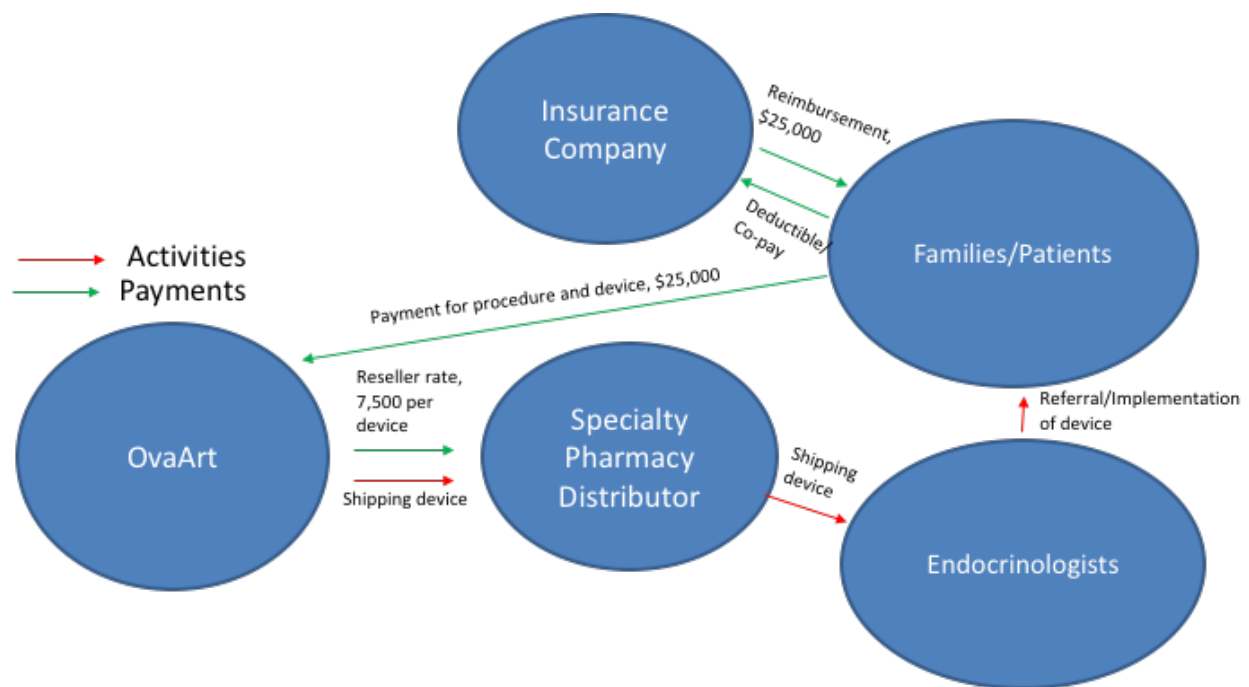 Insurance
Company
Reimbursement,
$25,000
Families/Patients
Deductible/
Co-pay
Activities
Payments
Payment for procedure and device, $25,000
OvaArt
Reseller rate,
7,500 per
device
Shipping device
Specialty
Pharmacy
Distributor
Shipping
device
Referral/Implementation
of device
Endocrinologists